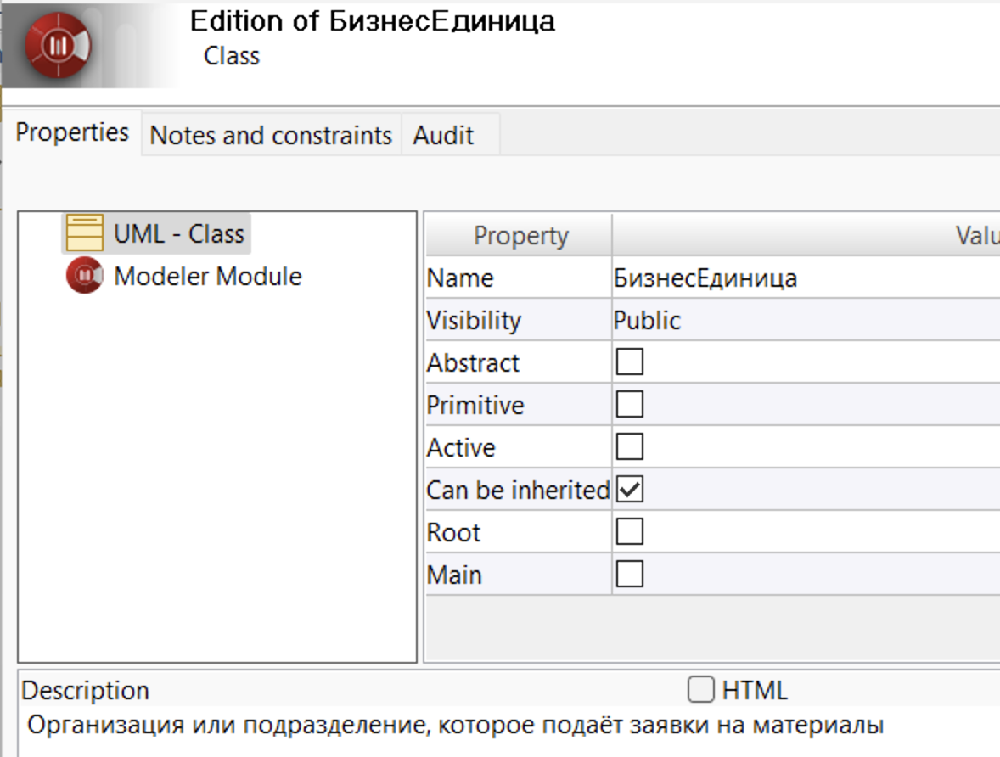 Edition of БизнесЕдиница
Class
Properties Notes and constraints Audit
UML - Class
Modeler Module
Property Valu
Name БизнесЕдиница
Visibility Public
Abstract
Primitive
Active
Can be inherited
Root
Main
Description HTML
Организация или подразделение, которое подаёт заявки на материалы